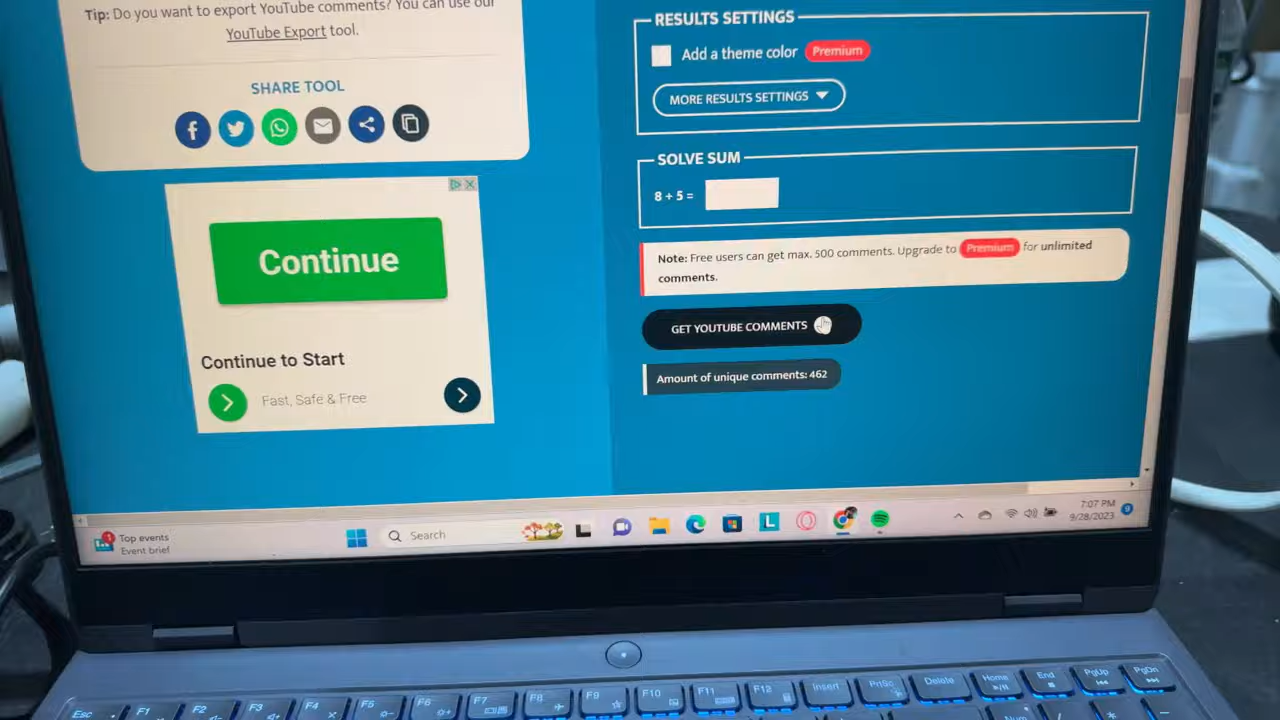 Tip: Do you want to export YouTube comments? You can use our
YouTube Export tool.
SHARE TOOL
Continue
Continue to Start
Fast, Safe & Free
RESULTS SETTINGS
Add a theme color Premium
MORE RESULTS SETTINGS
SOLVE SUM
8 + 5 =
Note: Free users can get max. 500 comments. Upgrade to Premium for unlimited
comments.
GET YOUTUBE COMMENTS
Amount of unique comments: 462
1
Top events
Event brief
Search
L
7:07 PM
9/28/2023
9
Esc
F1
F2
F3
F4
F5
F6
F7
F8
F9
F10
F11
F12
Insert
PrtSc
Delete
Home
End
PgUp
PgDn
Num